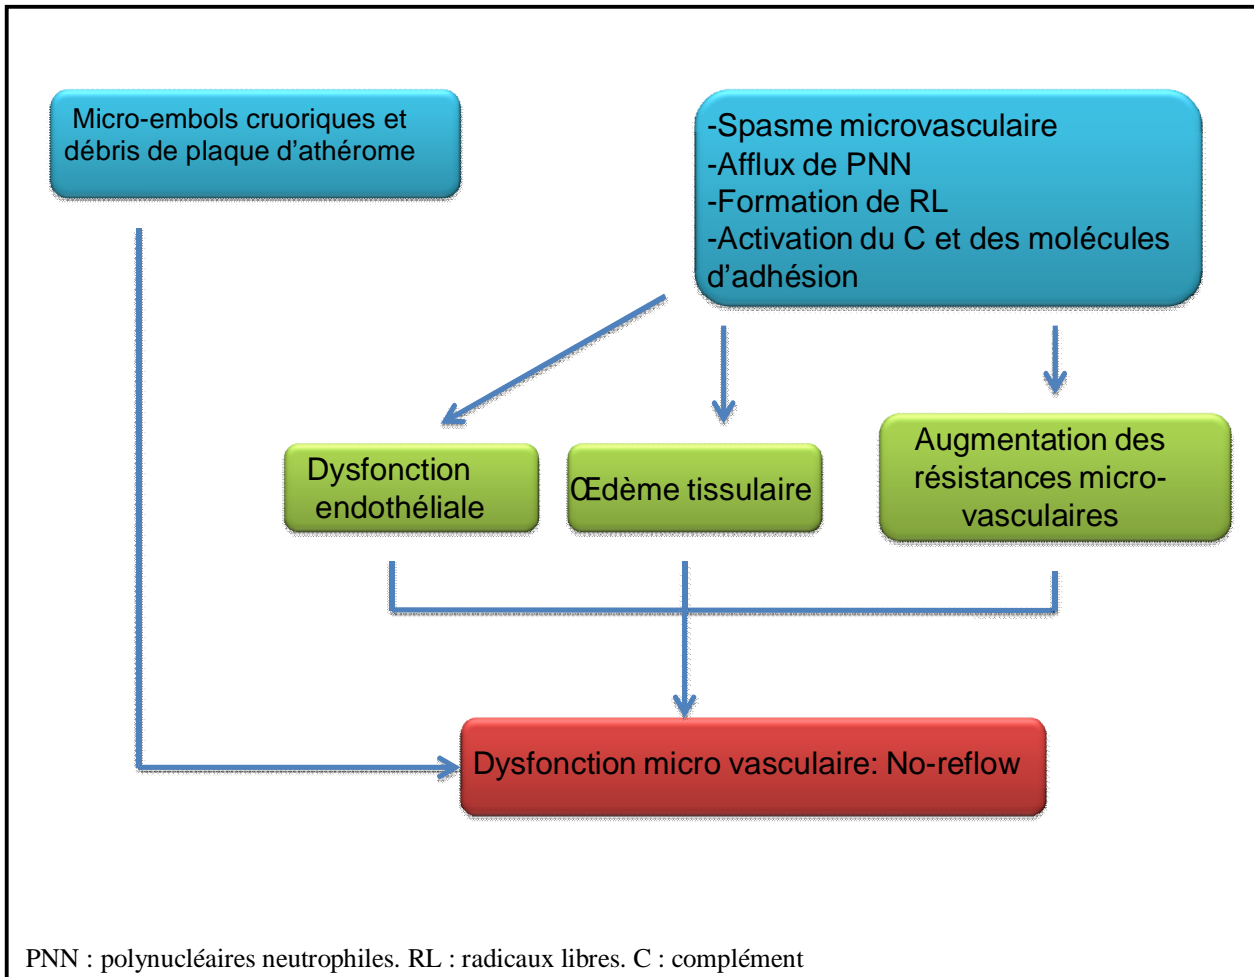 Micro-embols cruoriques et
débris de plaque d'athérome
-Spasme microvasculaire
-Afflux de PNN
-Formation de RL
-Activation du C et des molécules
d'adhésion
Dysfonction
endothéliale
Œdème tissulaire
Augmentation des
résistances micro-
vasculaires
Dysfonction micro vasculaire: No-reflow
PNN : polynucléaires neutrophiles. RL : radicaux libres. C : complément